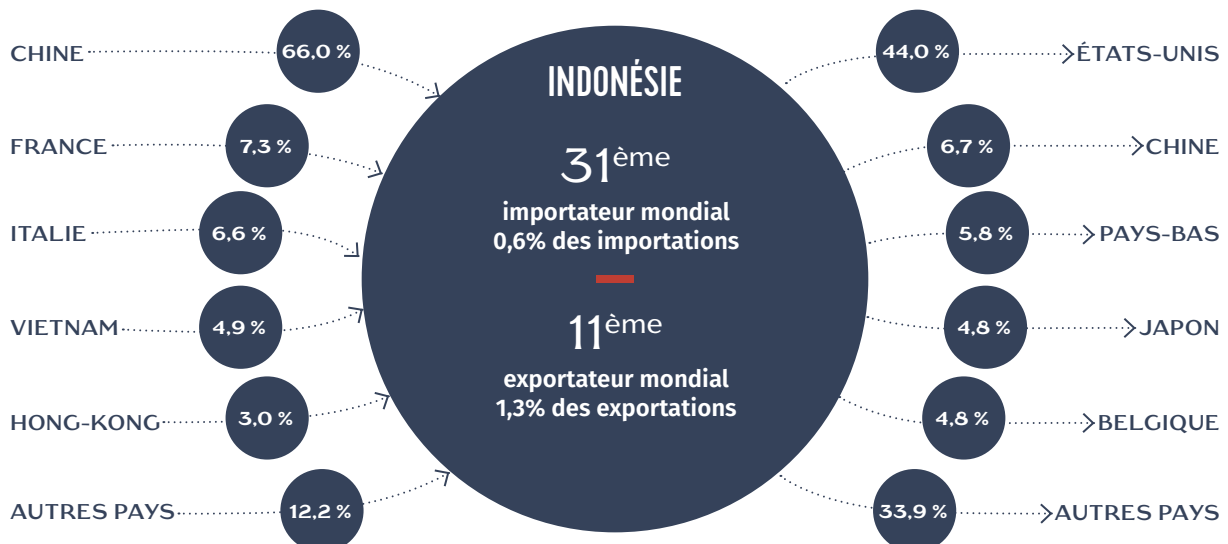 CHINE 66,0 %
FRANCE 7,3 %
ITALIE 6,6 %
VIETNAM 4,9 %
HONG-KONG 3,0 %
AUTRES PAYS 12,2 %
INDONÉSIE
31ème
importateur mondial
0,6% des importations
11ème
exportateur mondial
1,3% des exportations
44,0 % ÉTATS-UNIS
6,7 % CHINE
5,8 % PAYS-BAS
4,8 % JAPON
4,8 % BELGIQUE
33,9 % AUTRES PAYS